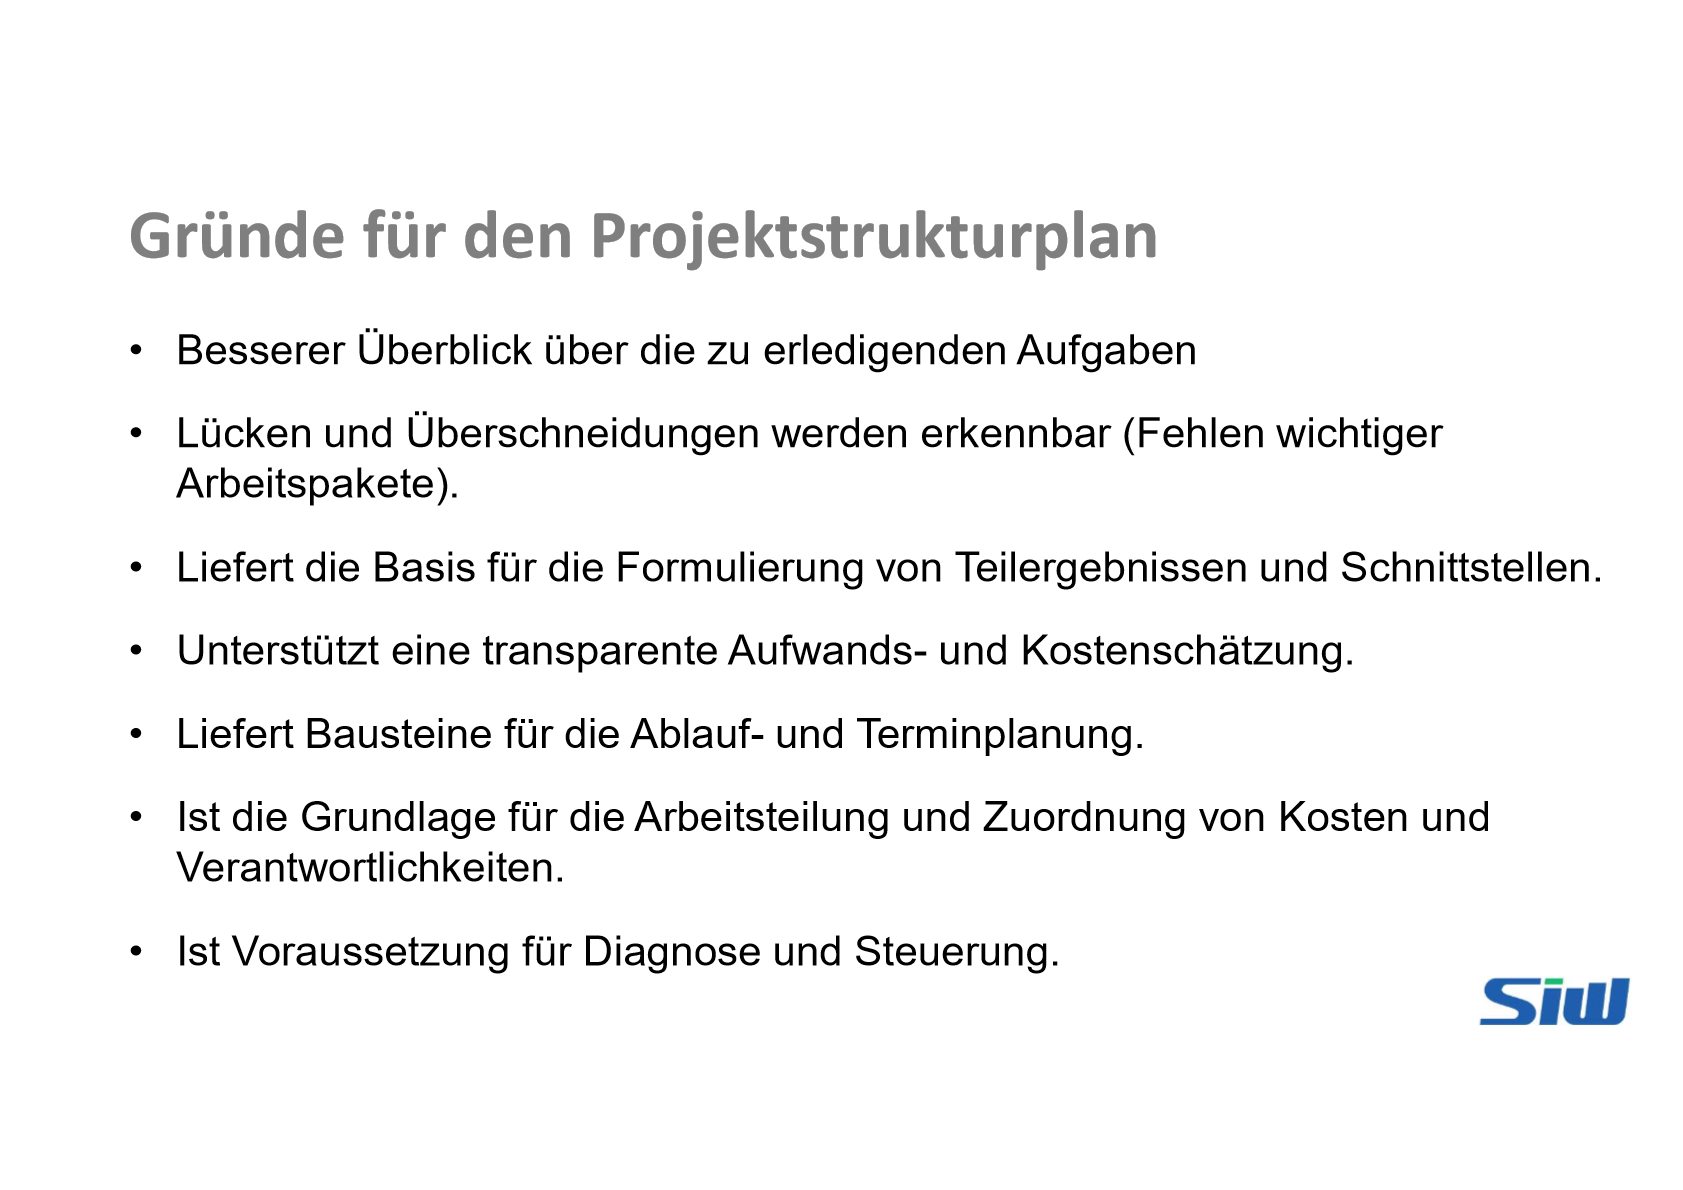 Gründe für den Projektstrukturplan
• Besserer Überblick über die zu erledigenden Aufgaben
• Lücken und Überschneidungen werden erkennbar (Fehlen wichtiger
Arbeitspakete).
• Liefert die Basis für die Formulierung von Teilergebnissen und Schnittstellen.
• Unterstützt eine transparente Aufwands- und Kostenschätzung.
• Liefert Bausteine für die Ablauf- und Terminplanung.
• Ist die Grundlage für die Arbeitsteilung und Zuordnung von Kosten und
Verantwortlichkeiten.
• Ist Voraussetzung für Diagnose und Steuerung.
Siw